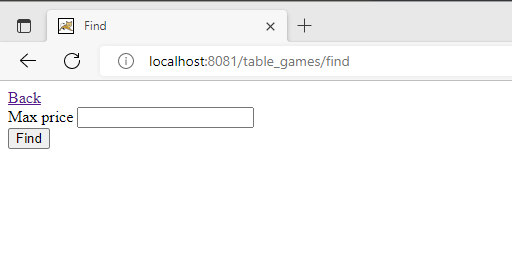 Find
localhost:8081/table_games/find
Back
Max price
Find